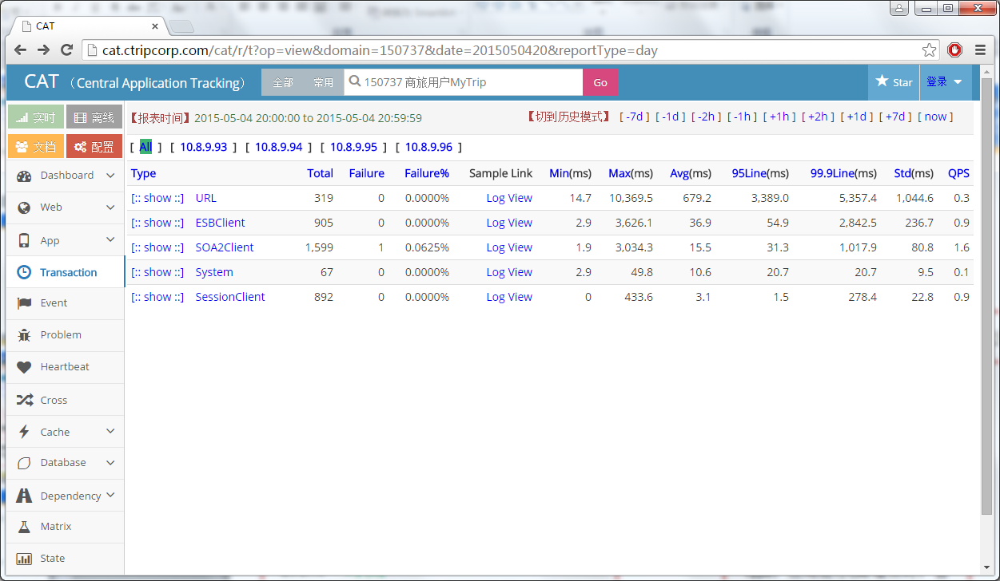 CAT
cat.ctripcorp.com/cat/r/t?op=view&domain=150737&date=2015050420&reportType=day
CAT (Central Application Tracking) 全部 常用 150737 商旅用户MyTrip Go Star 登录
实时 离线
文档 配置
Dashboard
Web
App
Transaction
Event
Problem
Heartbeat
Cross
Cache
Database
Dependency
Matrix
State
【报表时间】2015-05-04 20:00:00 to 2015-05-04 20:59:59 【切到历史模式】 [ -7d ] [ -1d ] [ -2h ] [ -1h ] [ +1h ] [ +2h ] [ +1d ] [ +7d ] [ now ]
[ All ] [ 10.8.9.93 ] [ 10.8.9.94 ] [ 10.8.9.95 ] [ 10.8.9.96 ]
Type Total Failure Failure% Sample Link Min(ms) Max(ms) Avg(ms) 95Line(ms) 99.9Line(ms) Std(ms) QPS
[:: show ::] URL 319 0 0.0000% Log View 14.7 10,369.5 679.2 3,389.0 5,357.4 1,044.6 0.3
[:: show ::] ESBClient 905 0 0.0000% Log View 2.9 3,626.1 36.9 54.9 2,842.5 236.7 0.9
[:: show ::] SOA2Client 1,599 1 0.0625% Log View 1.9 3,034.3 15.5 31.3 1,017.9 80.8 1.6
[:: show ::] System 67 0 0.0000% Log View 2.9 49.8 10.6 20.7 20.7 9.5 0.1
[:: show ::] SessionClient 892 0 0.0000% Log View 0 433.6 3.1 1.5 278.4 22.8 0.9